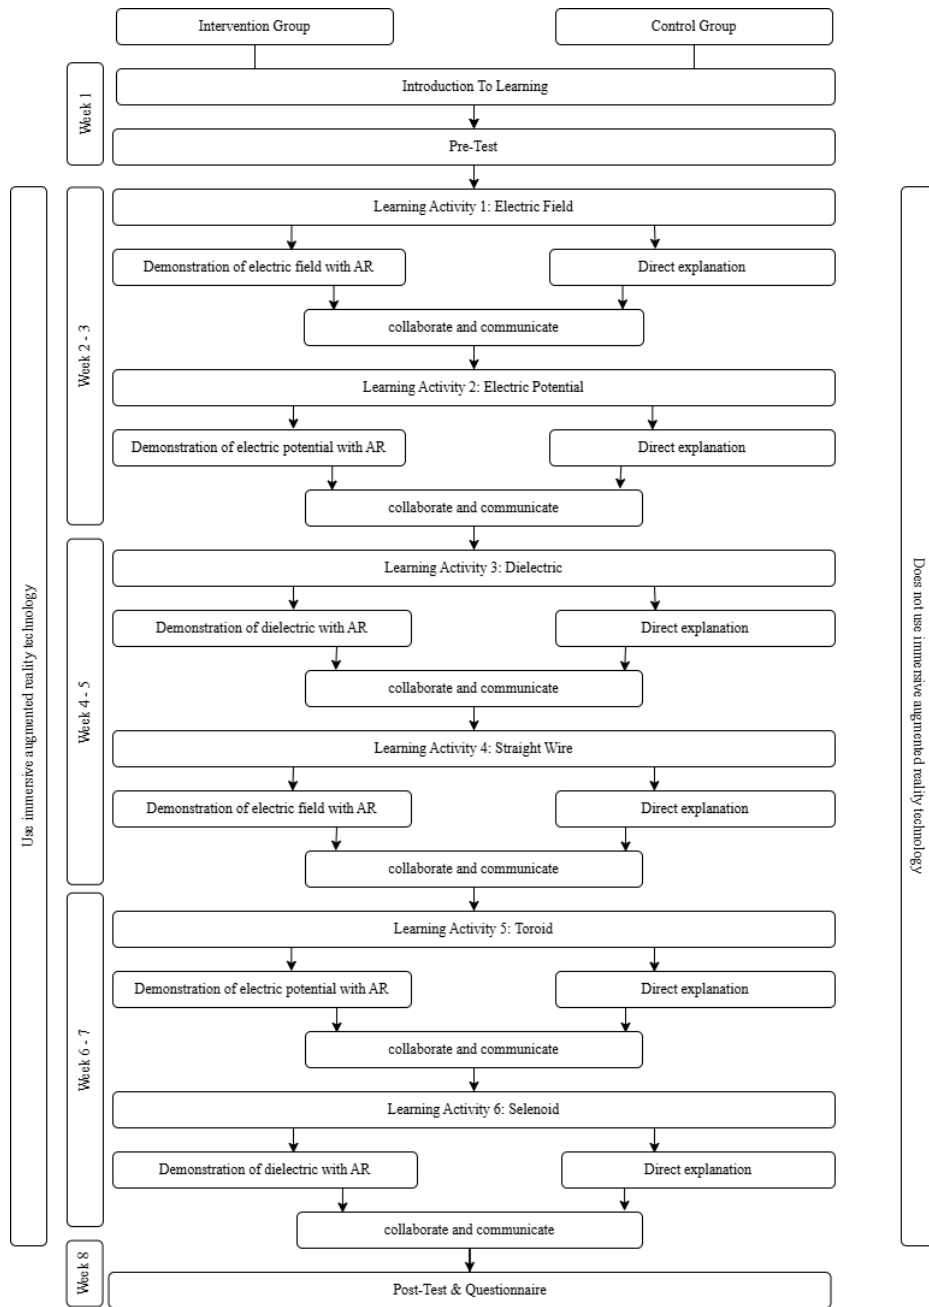 Intervention Group
Control Group
Week 1
Introduction To Learning
Pre-Test
Use immersive augmented reality technology
Does not use immersive augmented reality technology
Week 2 - 3
Learning Activity 1: Electric Field
Demonstration of electric field with AR
Direct explanation
collaborate and communicate
Learning Activity 2: Electric Potential
Demonstration of electric potential with AR
Direct explanation
collaborate and communicate
Week 4 - 5
Learning Activity 3: Dielectric
Demonstration of dielectric with AR
Direct explanation
collaborate and communicate
Learning Activity 4: Straight Wire
Demonstration of electric field with AR
Direct explanation
collaborate and communicate
Week 6 - 7
Learning Activity 5: Toroid
Demonstration of electric potential with AR
Direct explanation
collaborate and communicate
Learning Activity 6: Selenoid
Demonstration of dielectric with AR
Direct explanation
collaborate and communicate
Week 8
Post-Test & Questionnaire